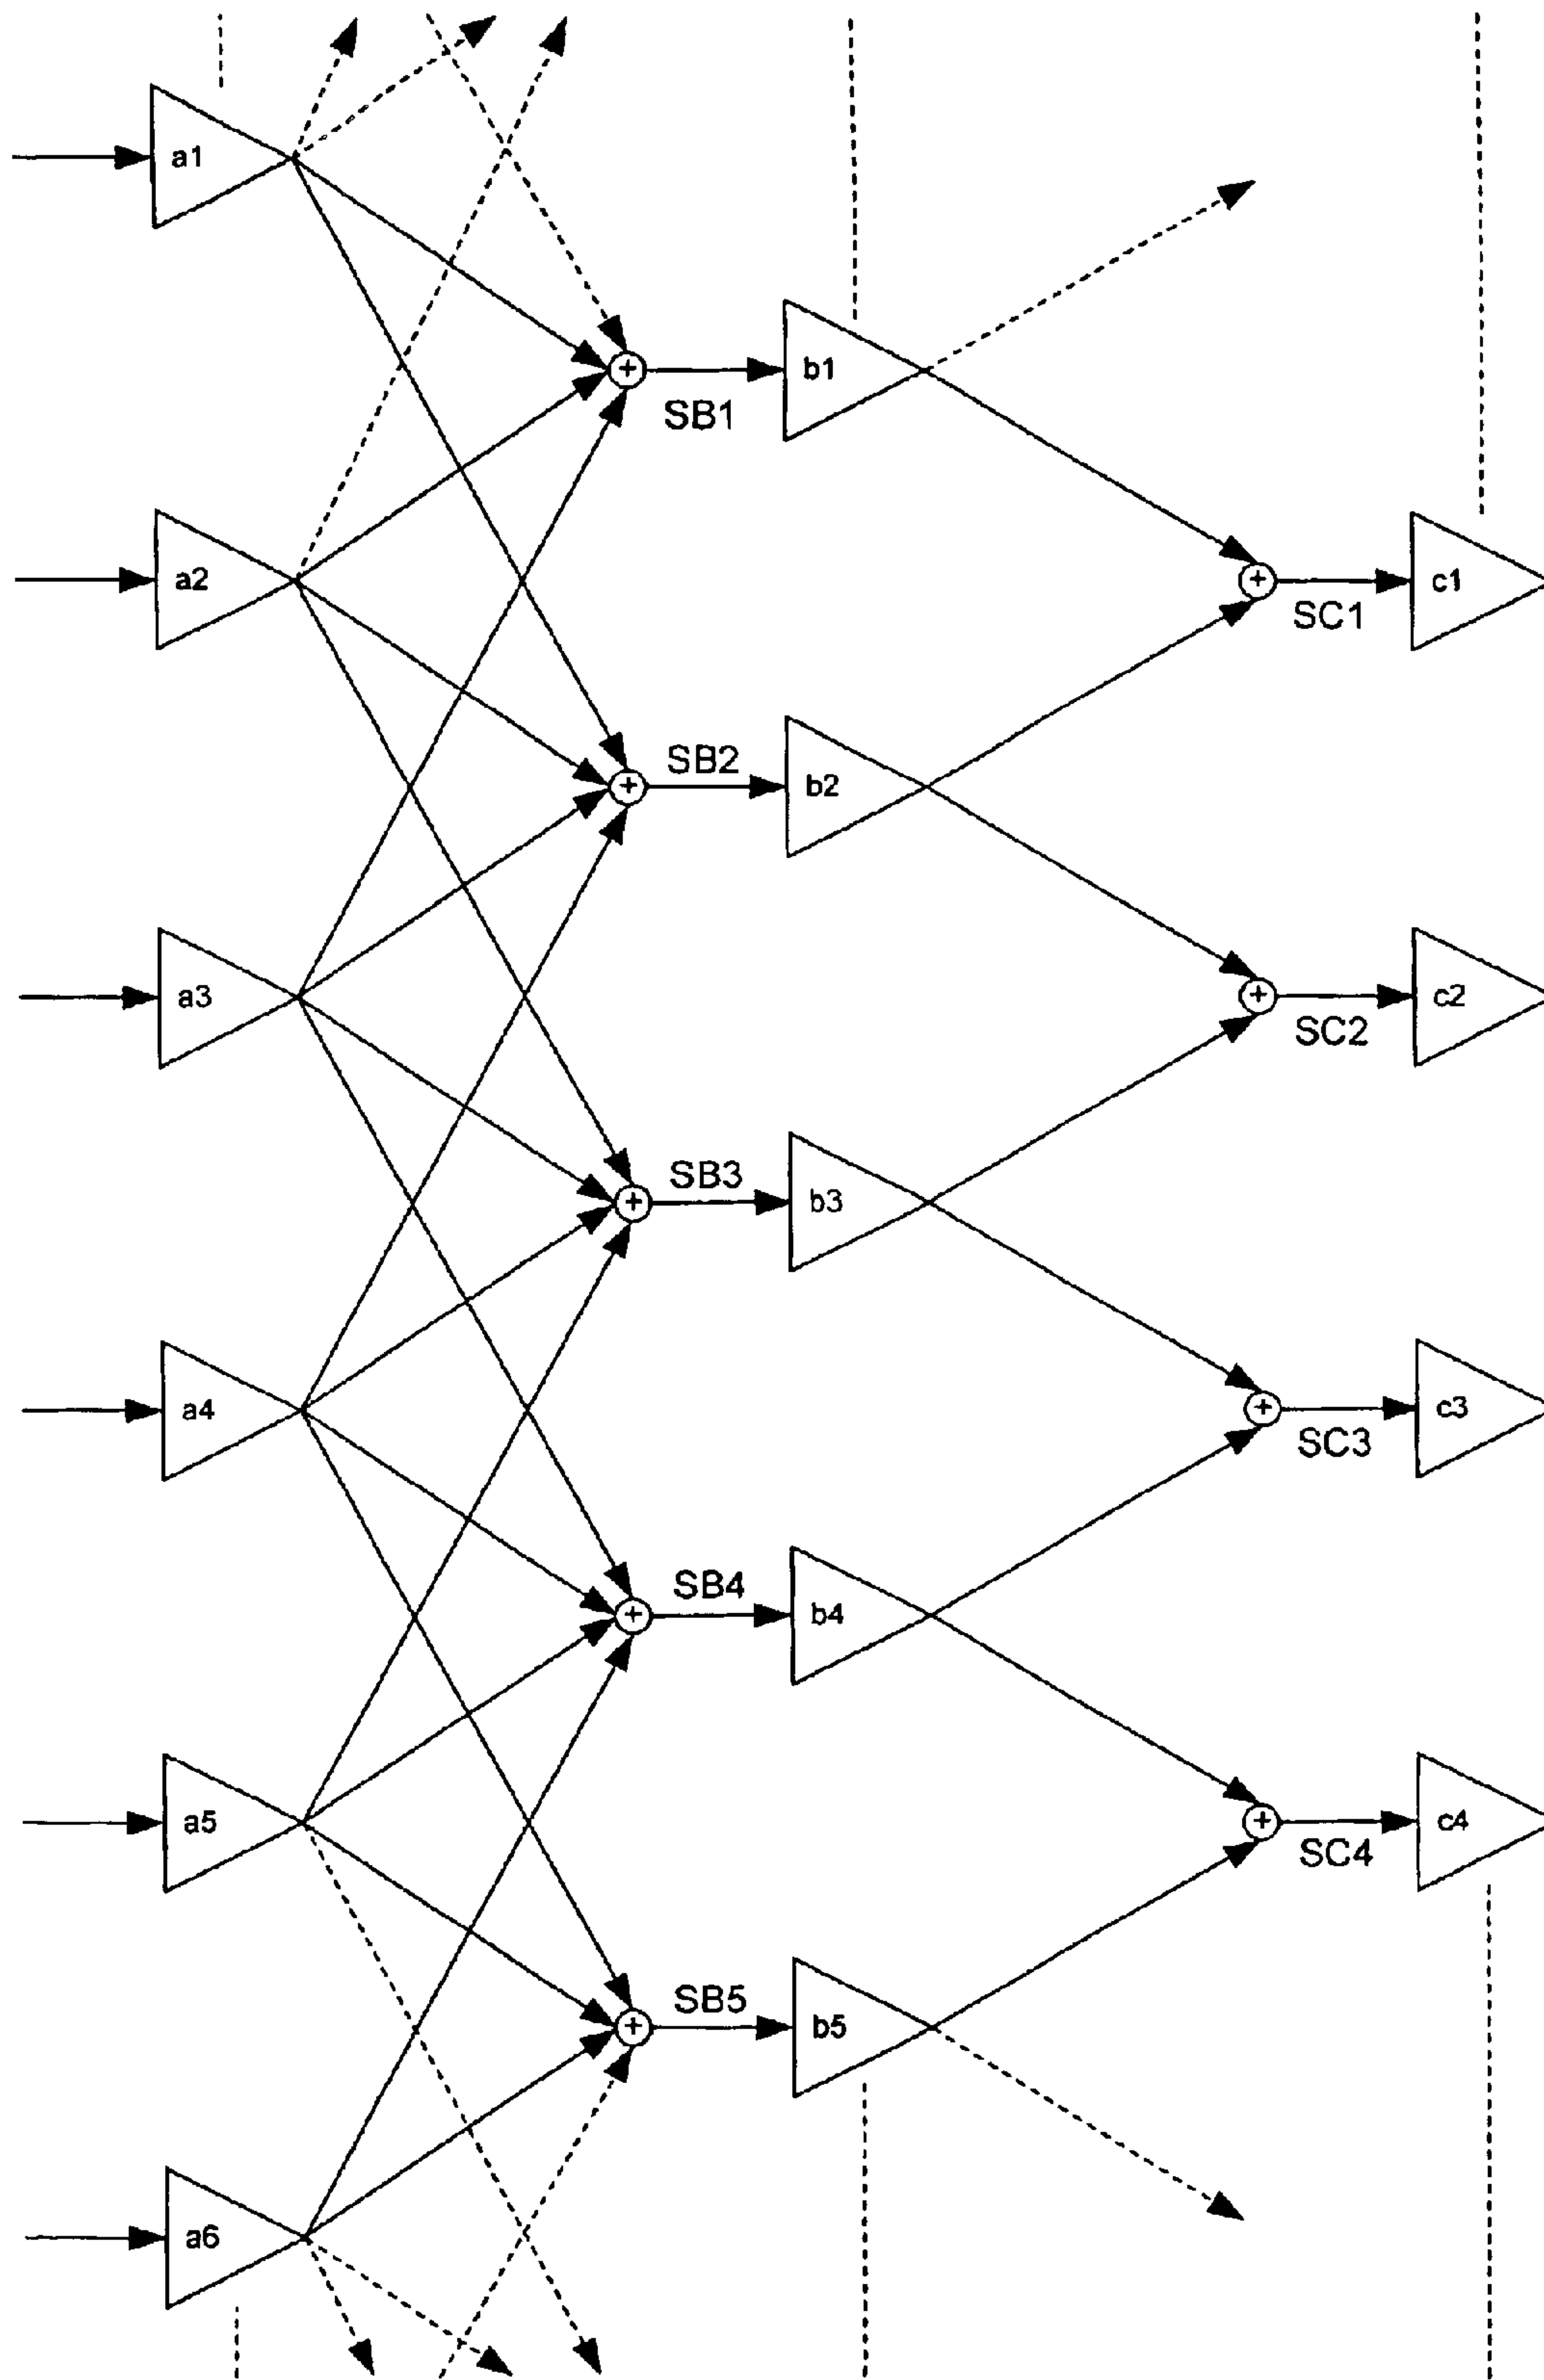 a1
+
b1
SB1
a2
+
c1
SC1
SB2
+
b2
a3
+
c2
SC2
SB3
+
b3
a4
+
c3
SC3
SB4
+
b4
a5
+
c4
SC4
SB5
+
b5
a6